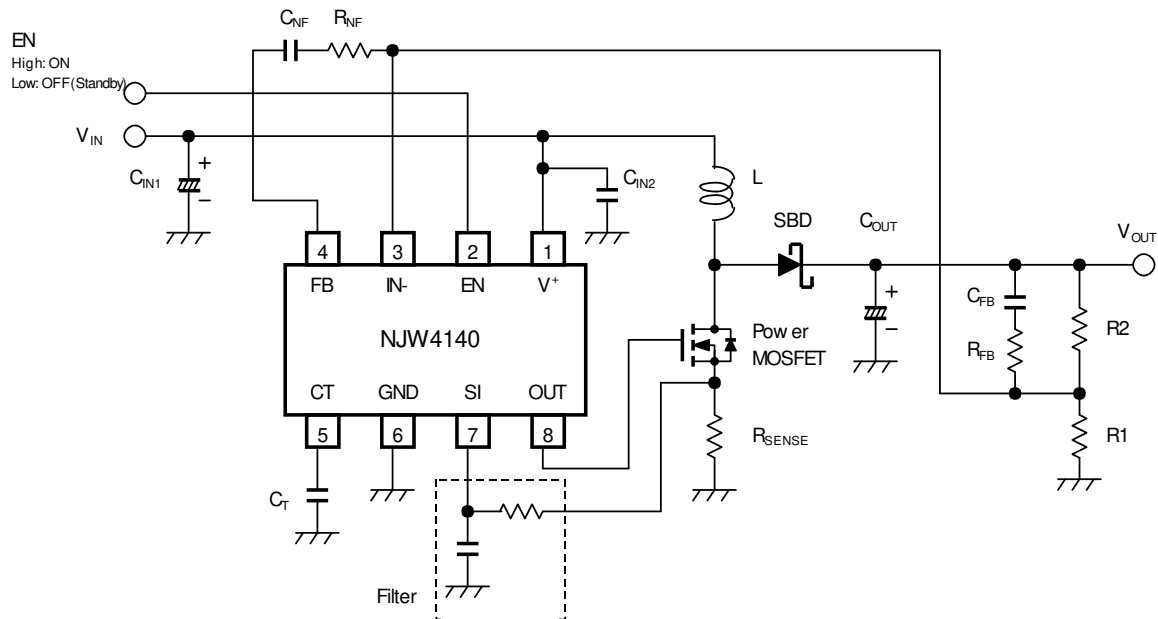 C_NF R_NF
EN
High: ON
Low: OFF(Standby)
V_IN
C_IN1
+
−
C_IN2
L
SBD
C_OUT
V_OUT
4 3 2 1
FB IN- EN V⁺
NJW4140
CT GND SI OUT
5 6 7 8
Power
MOSFET
+
−
C_FB
R_FB
R2
R1
R_SENSE
C_T
Filter